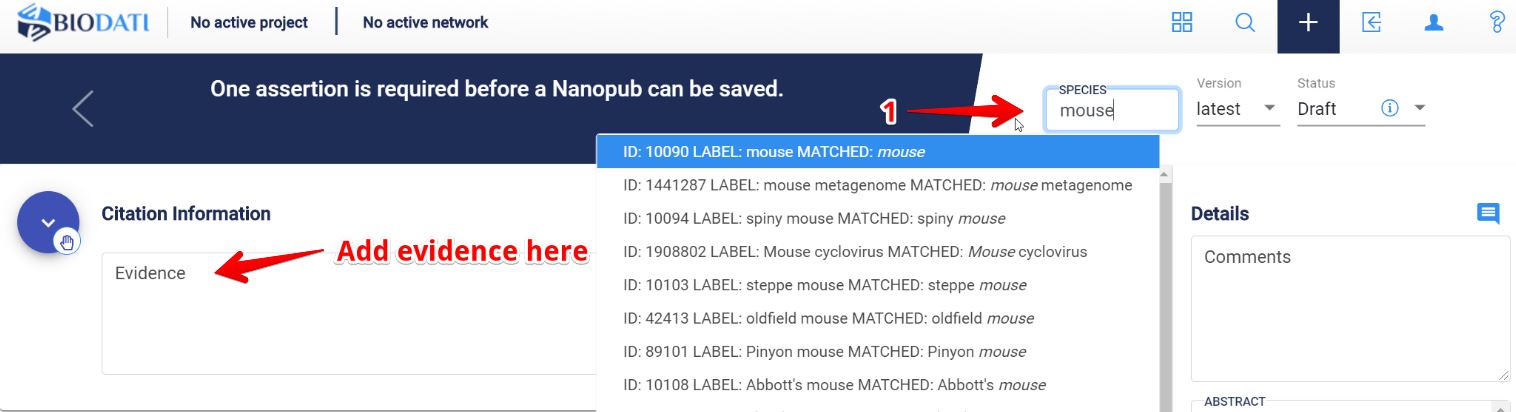 BIODATI No active project No active network
One assertion is required before a Nanopub can be saved.
1
SPECIES
mouse
Version
latest
Status
Draft
ID: 10090 LABEL: mouse MATCHED: mouse
ID: 1441287 LABEL: mouse metagenome MATCHED: mouse metagenome
ID: 10094 LABEL: spiny mouse MATCHED: spiny mouse
ID: 1908802 LABEL: Mouse cyclovirus MATCHED: Mouse cyclovirus
ID: 10103 LABEL: steppe mouse MATCHED: steppe mouse
ID: 42413 LABEL: oldfield mouse MATCHED: oldfield mouse
ID: 89101 LABEL: Pinyon mouse MATCHED: Pinyon mouse
ID: 10108 LABEL: Abbott's mouse MATCHED: Abbott's mouse
Citation Information
Add evidence here
Evidence
Details
Comments
ABSTRACT